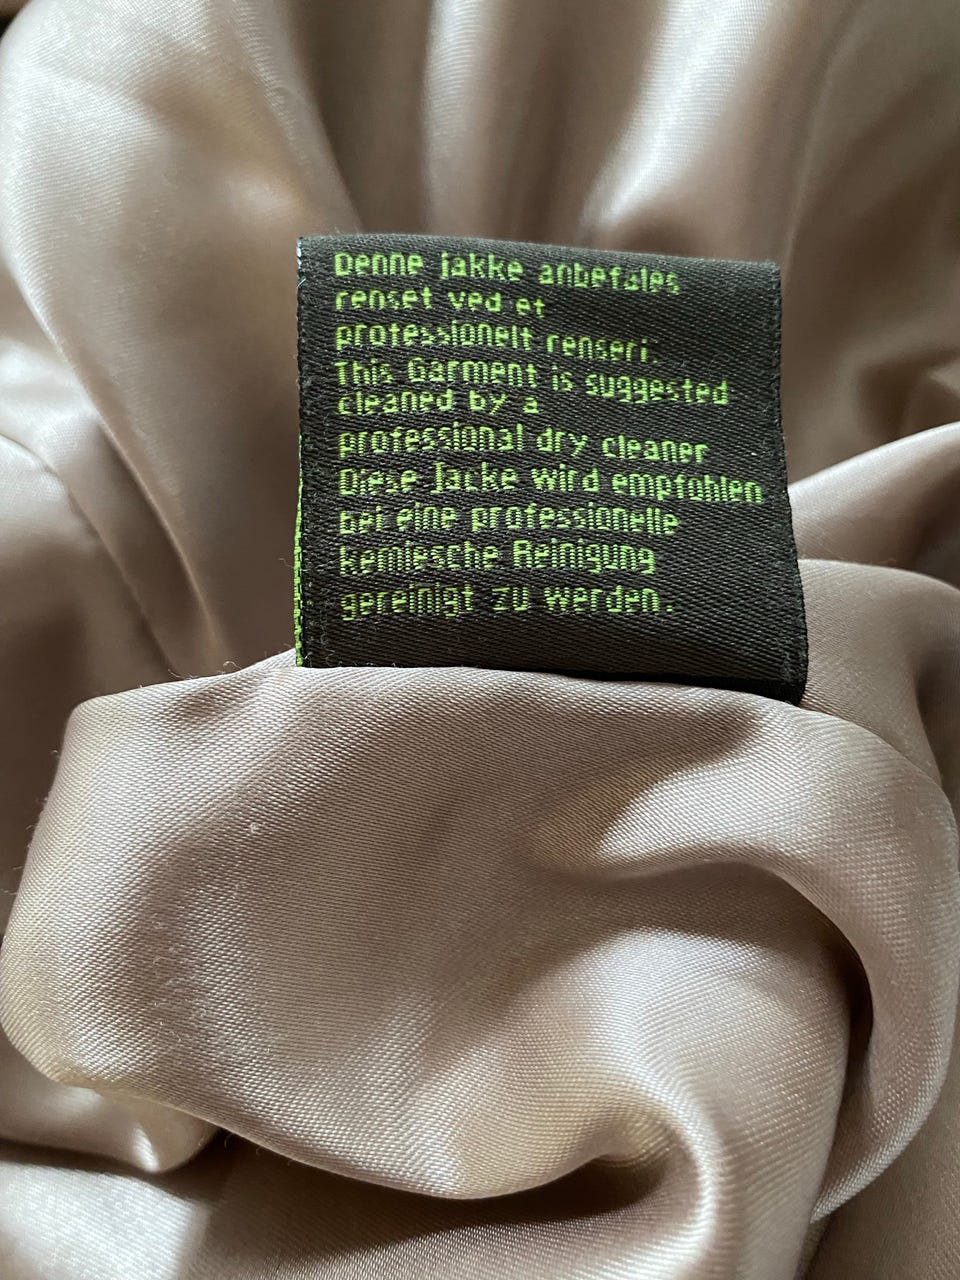 Denne jakke anbefales
renset ved et
professionelt renseri.
This Garment is suggested
cleaned by a
professional dry cleaner
Diese Jacke wird empfohlen
bei eine professionelle
kemiesche Reinigung
gereinigt zu werden.